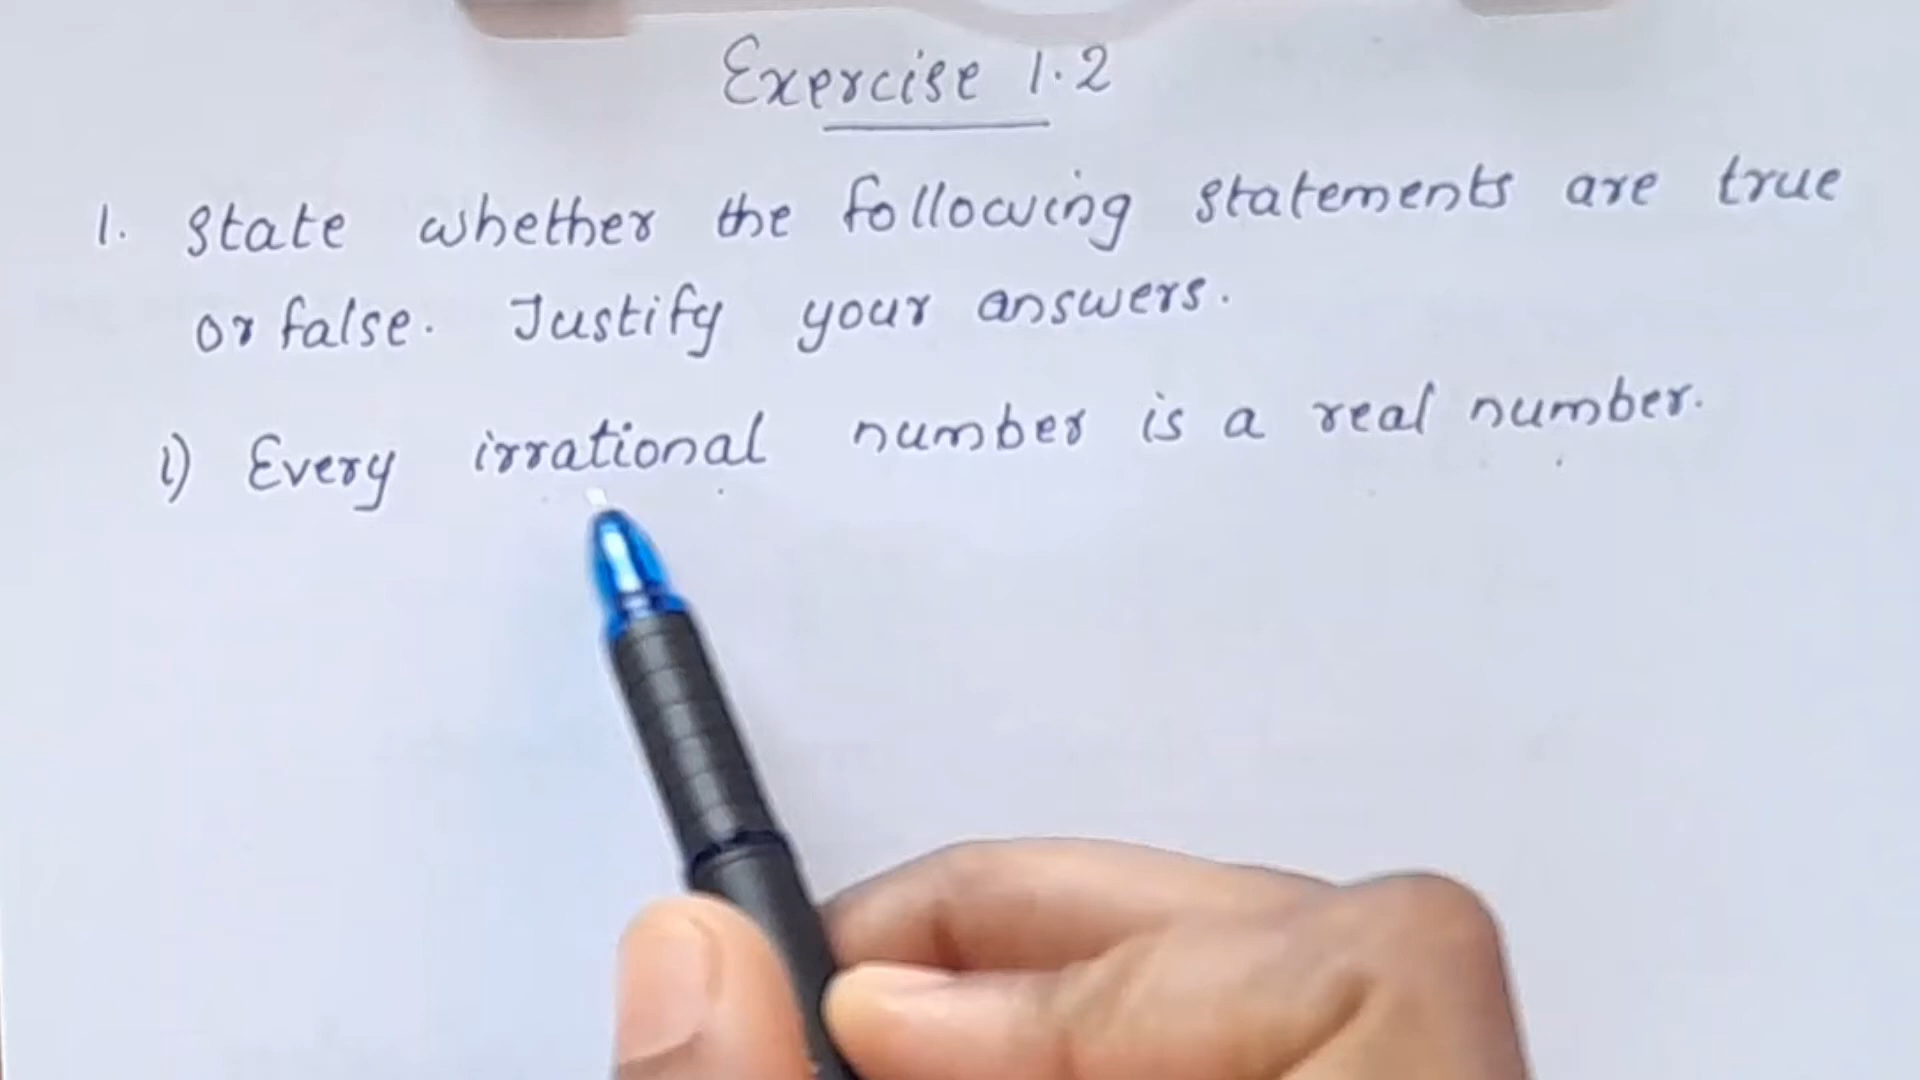 Exercise 1.2
1. State whether the following statements are true
or false. Justify your answers.
i) Every irrational number is a real number.